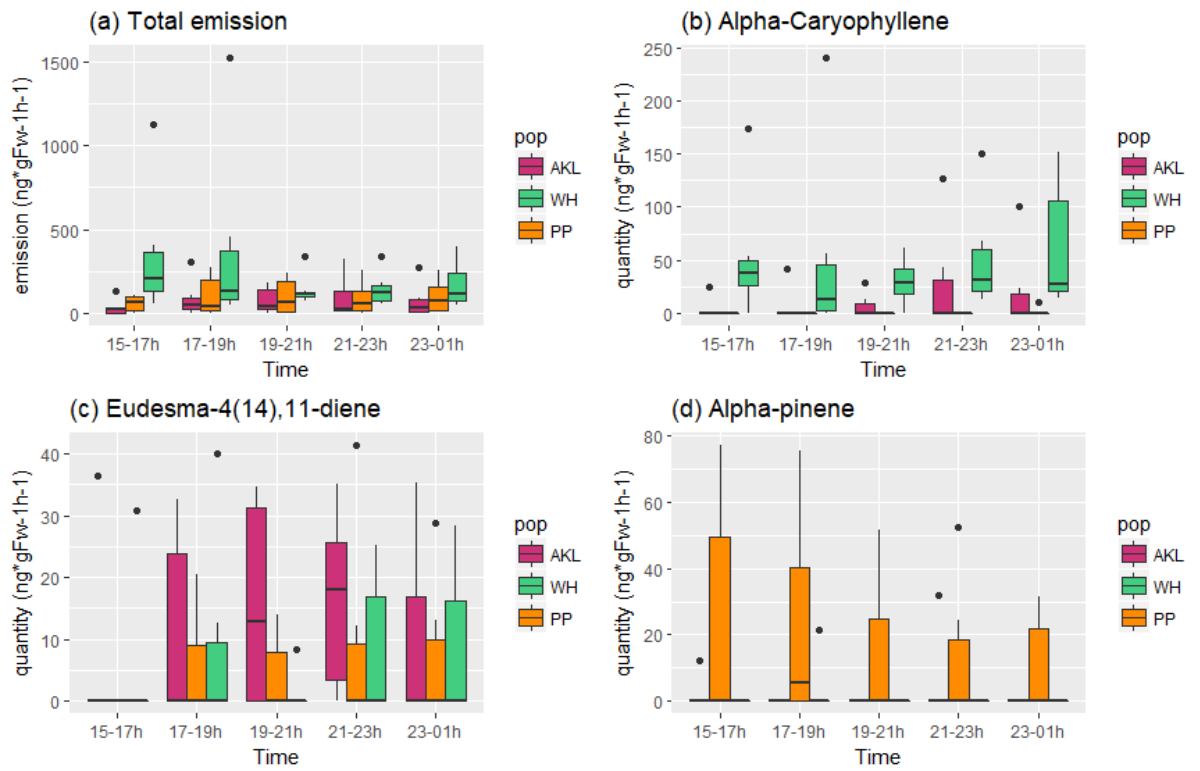 (a) Total emission
emission (ng*gFw-1h-1)
1500
1000
500
0
15-17h 17-19h 19-21h 21-23h 23-01h
Time
pop
AKL
WH
PP
(b) Alpha-Caryophyllene
quantity (ng*gFw-1h-1)
250
200
150
100
50
0
15-17h 17-19h 19-21h 21-23h 23-01h
Time
pop
AKL
WH
PP
(c) Eudesma-4(14),11-diene
quantity (ng*gFw-1h-1)
40
30
20
10
0
15-17h 17-19h 19-21h 21-23h 23-01h
Time
pop
AKL
WH
PP
(d) Alpha-pinene
quantity (ng*gFw-1h-1)
80
60
40
20
0
15-17h 17-19h 19-21h 21-23h 23-01h
Time
pop
AKL
WH
PP